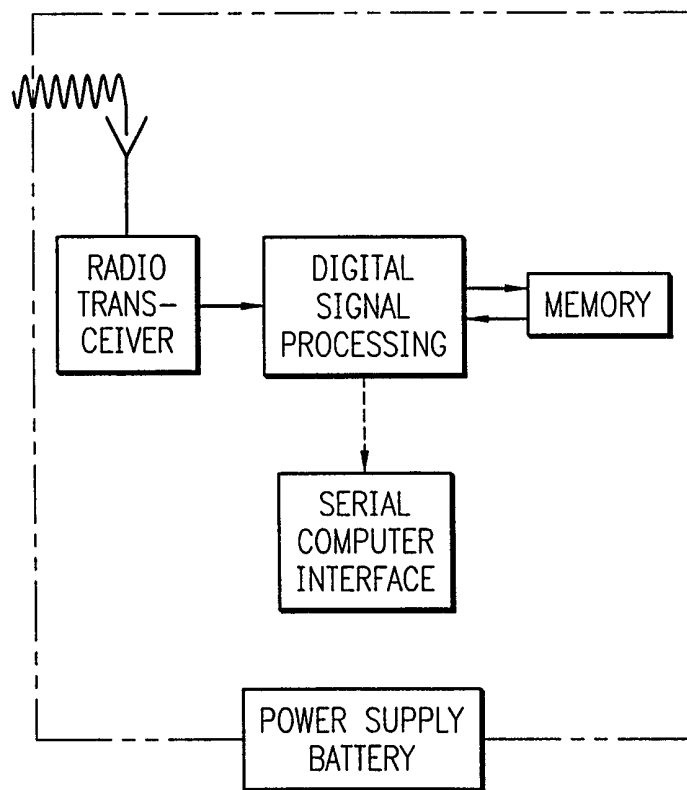 RADIO
TRANS-
CEIVER
DIGITAL
SIGNAL
PROCESSING
MEMORY
SERIAL
COMPUTER
INTERFACE
POWER SUPPLY
BATTERY